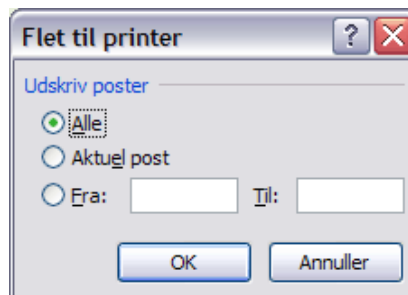 Flet til printer
Udskriv poster
Alle
Aktuel post
Fra: Til:
OK Annuller